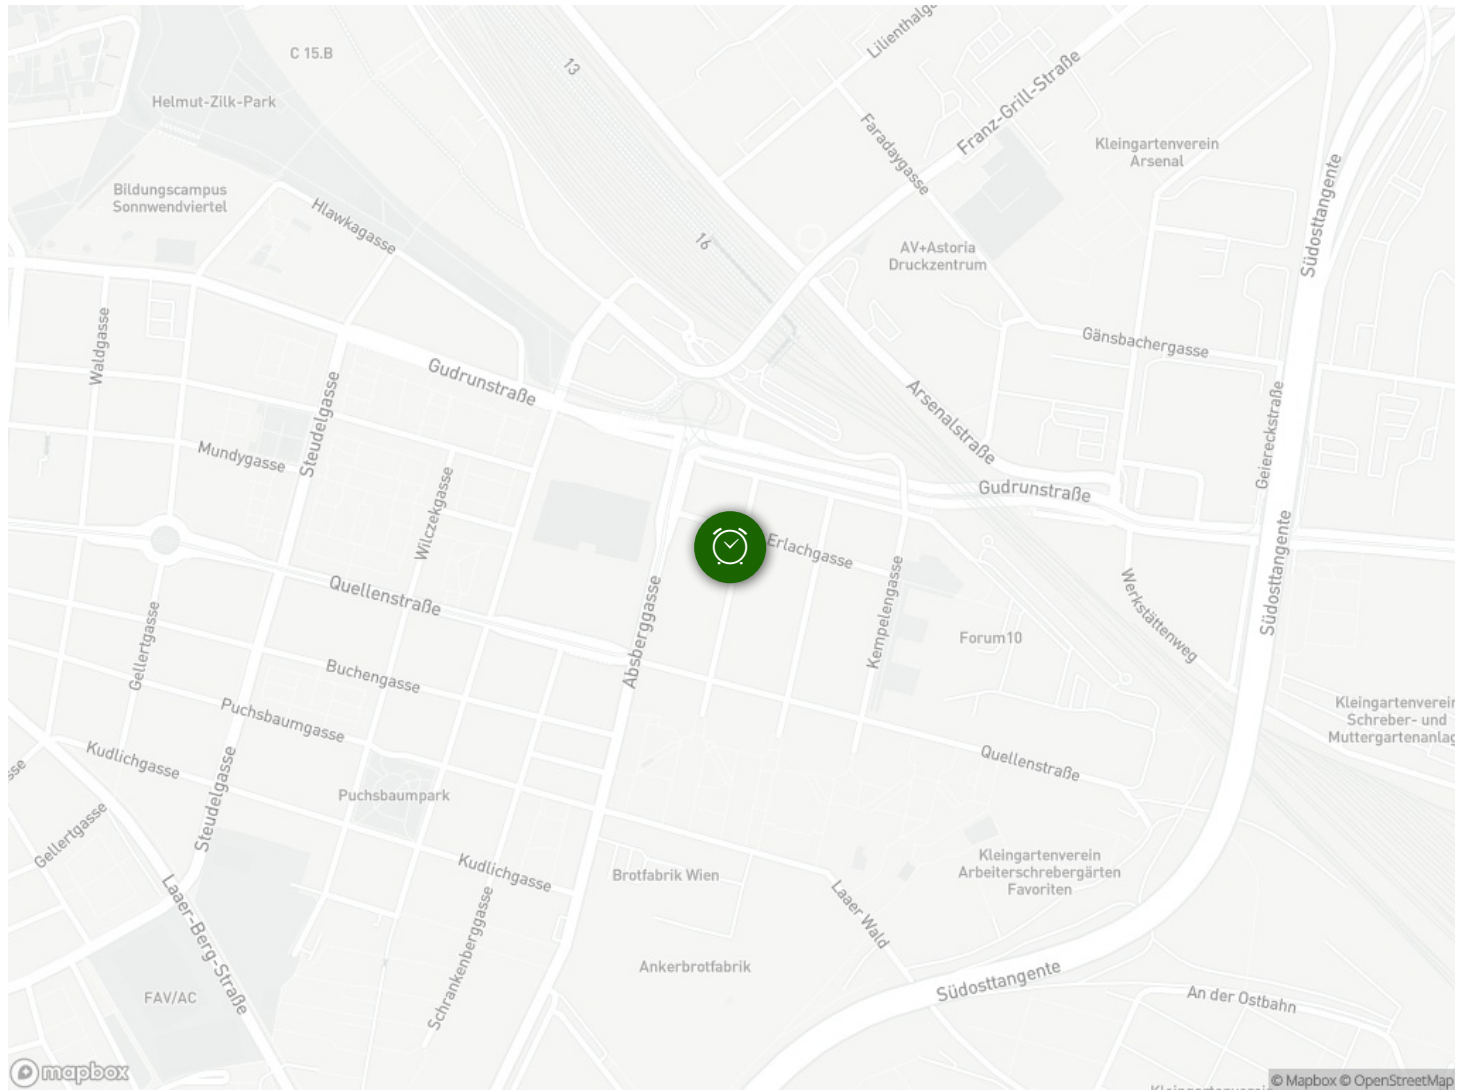 C 15.B
13
Lilienthalg
Helmut-Zilk-Park
Franz-Grill-Straße
Faradaygasse
Kleingartenverein
Arsenal
Südosttangente
Bildungscampus
Sonnwendviertel
Hlawkagasse
16
AV+Astoria
Druckzentrum
Waldgasse
Gänsbachergasse
Gudrunstraße
Steudelgasse
Arsenalstraße
Geiereckstraße
Mundygasse
Wilczekgasse
Gudrunstraße
Erlachgasse
Südosttangente
Quellenstraße
Absberggasse
Kempelengasse
Werkstättenweg
Gellertgasse
Forum10
Buchengasse
Puchsbaumgasse
Kleingartenverein
Schreber- und
Muttergartenanlag
Kudlichgasse
sse
Quellenstraße
Steudelgasse
Puchsbaumpark
Gellertgasse
Kudlichgasse
Brotfabrik Wien
Kleingartenverein
Arbeiterschrebergärten
Favoriten
Laaer-Berg-Straße
Laaer Wald
Schrankenberggasse
Ankerbrotfabrik
Südosttangente
FAV/AC
An der Ostbahn
mapbox
© Mapbox © OpenStreetMap